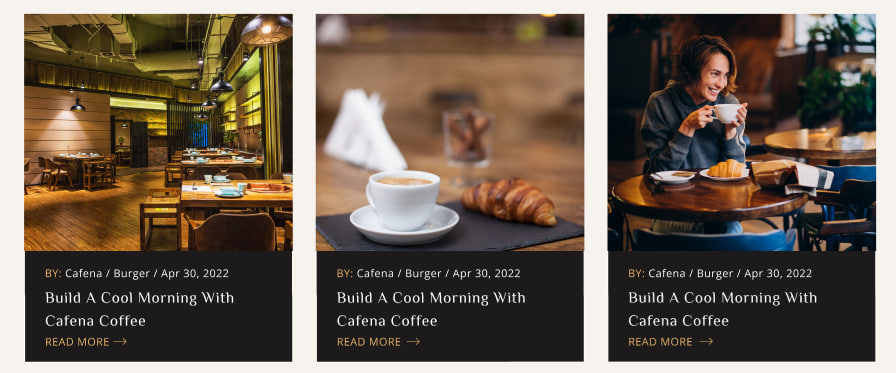 BY: Cafena / Burger / Apr 30, 2022
Build A Cool Morning With
Cafena Coffee
READ MORE →
BY: Cafena / Burger / Apr 30, 2022
Build A Cool Morning With
Cafena Coffee
READ MORE →
BY: Cafena / Burger / Apr 30, 2022
Build A Cool Morning With
Cafena Coffee
READ MORE →